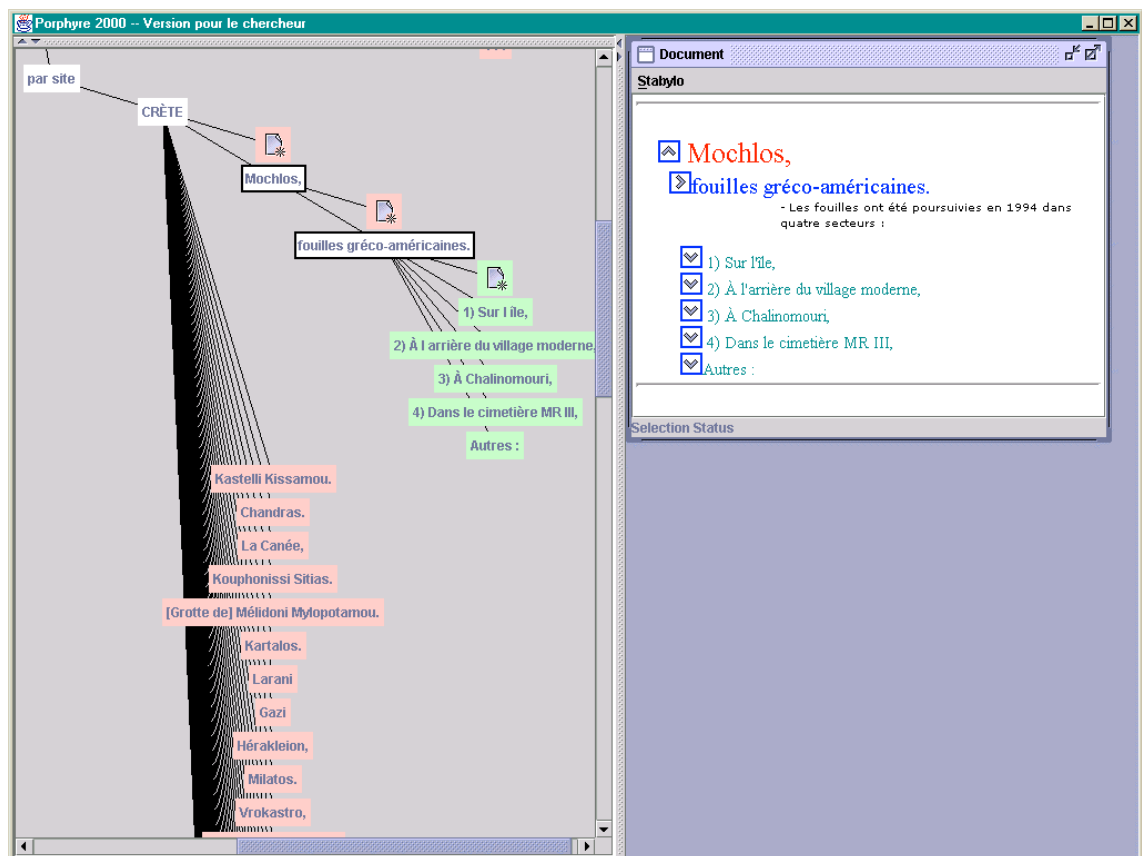 Porphyre 2000 -- Version pour le chercheur
par site
CRÈTE
Mochlos,
fouilles gréco-américaines.
1) Sur l île,
2) À l arrière du village moderne,
3) À Chalinomouri,
4) Dans le cimetière MR III,
Autres :
Kastelli Kissamou.
Chandras.
La Canée,
Kouphonissi Sitias.
[Grotte de] Mélidoni Mylopotamou.
Kartalos.
Larani
Gazi
Hérakleion,
Milatos.
Vrokastro,
Document
Stabylo
Mochlos,
fouilles gréco-américaines.
- Les fouilles ont été poursuivies en 1994 dans
quatre secteurs :
1) Sur l'île,
2) À l'arrière du village moderne,
3) À Chalinomouri,
4) Dans le cimetière MR III,
Autres :
Selection Status